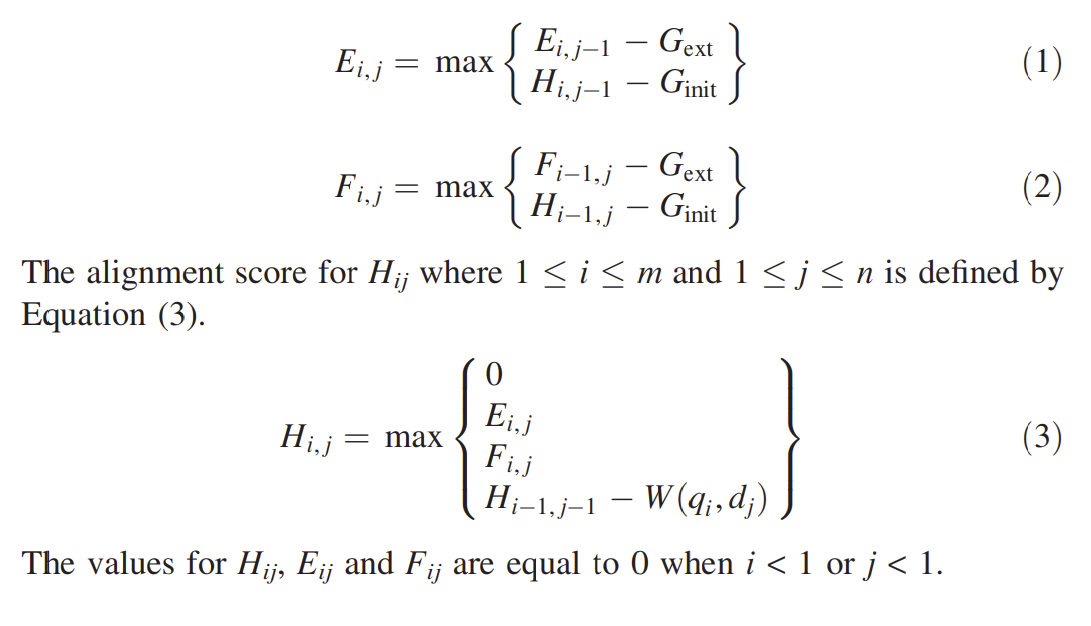 E_{i,j} = max { E_{i,j−1} − G_ext (1)
H_{i,j−1} − G_init }
F_{i,j} = max { F_{i−1,j} − G_ext (2)
H_{i−1,j} − G_init }
The alignment score for H_{ij} where 1 ≤ i ≤ m and 1 ≤ j ≤ n is defined by
Equation (3).
H_{i,j} = max { 0
E_{i,j}
F_{i,j} (3)
H_{i−1,j−1} − W(q_i, d_j) }
The values for H_{ij}, E_{ij} and F_{ij} are equal to 0 when i < 1 or j < 1.